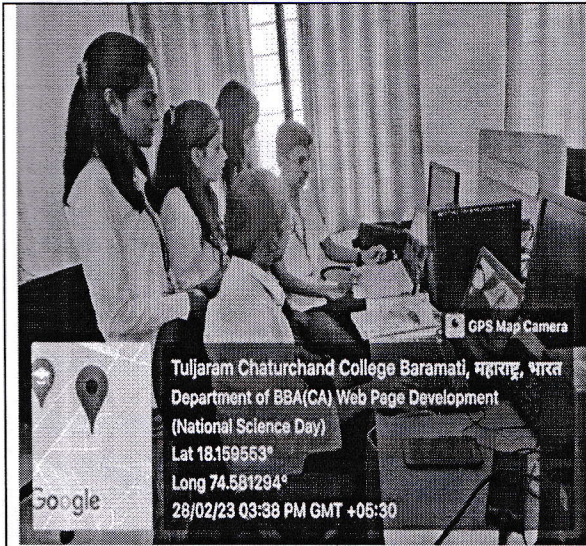 GPS Map Camera
Tuljaram Chaturchand College Baramati, महाराष्ट्र, भारत
Department of BBA(CA) Web Page Development
(National Science Day)
Lat 18.159553°
Long 74.581294°
28/02/23 03:38 PM GMT +05:30
Google